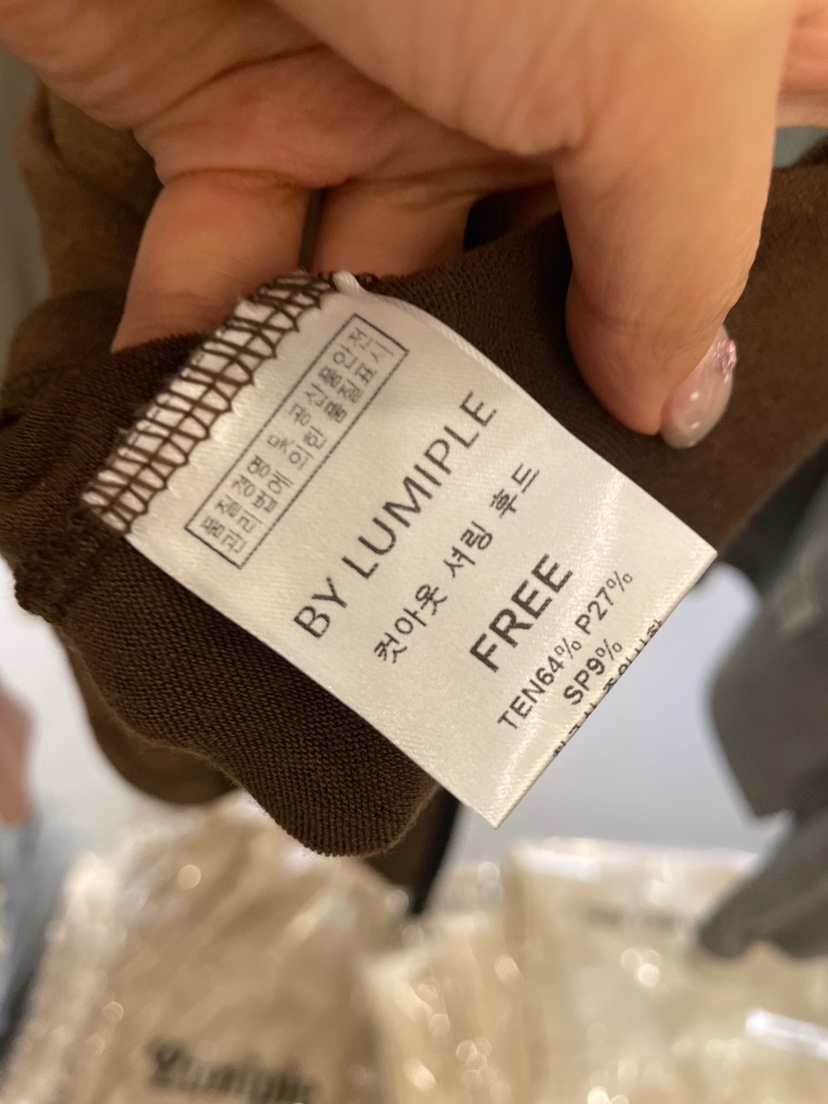 품질경영 및 공산품안전
관리법에 의한 품질표시
BY LUMIPLE
컷아웃 셔링 후드
FREE
TEN64% P27%
SP9%